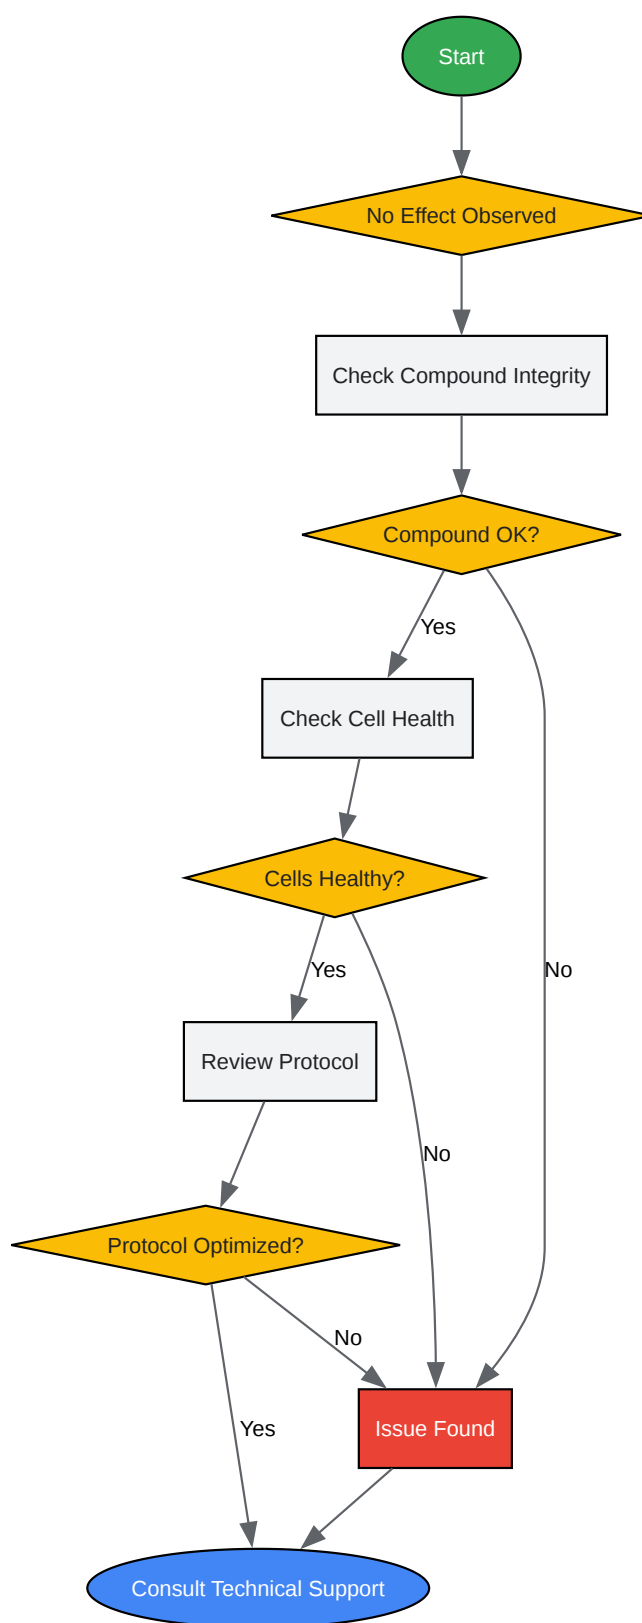 Start
No Effect Observed
Check Compound Integrity
Compound OK?
Yes
Check Cell Health
Cells Healthy?
Yes
No
Review Protocol
No
Protocol Optimized?
No
Yes
Issue Found
Consult Technical Support